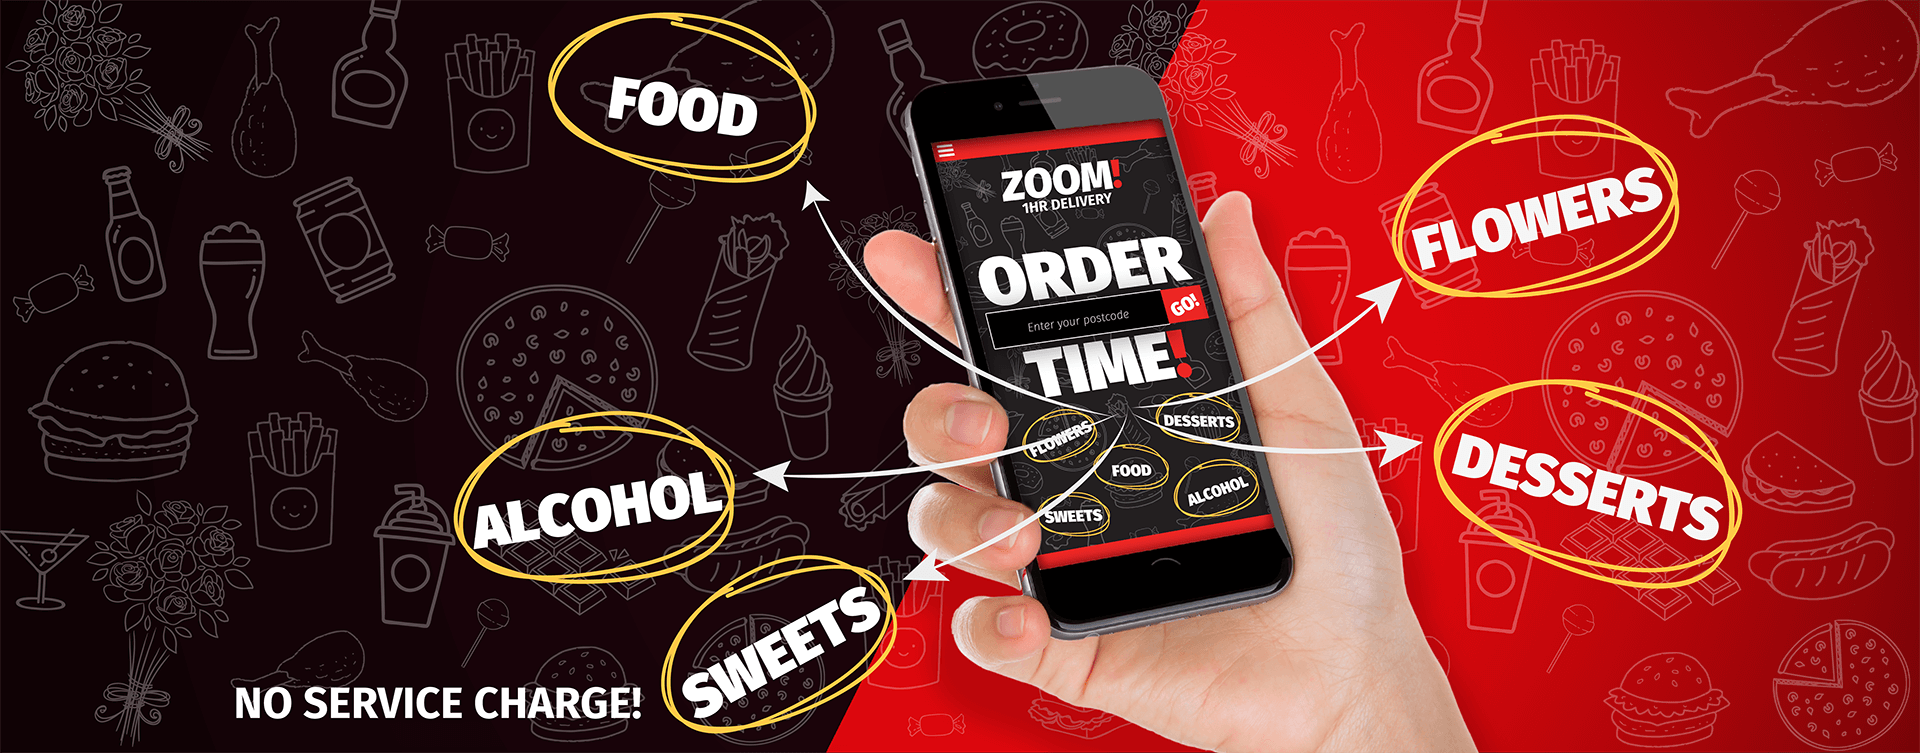 FOOD
ZOOM!
1HR DELIVERY
ORDER
Enter your postcode
GO!
TIME!
FLOWERS
DESSERTS
FOOD
ALCOHOL
SWEETS
FLOWERS
DESSERTS
ALCOHOL
SWEETS
NO SERVICE CHARGE!